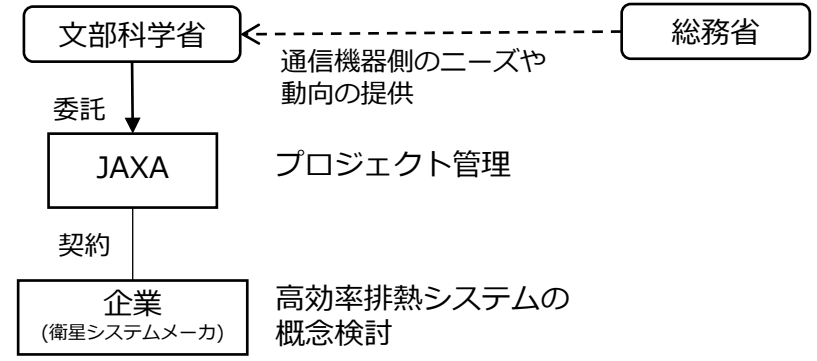 文部科学省
総務省
通信機器側のニーズや
動向の提供
委託
JAXA
プロジェクト管理
契約
企業
(衛星システムメーカ)
高効率排熱システムの
概念検討